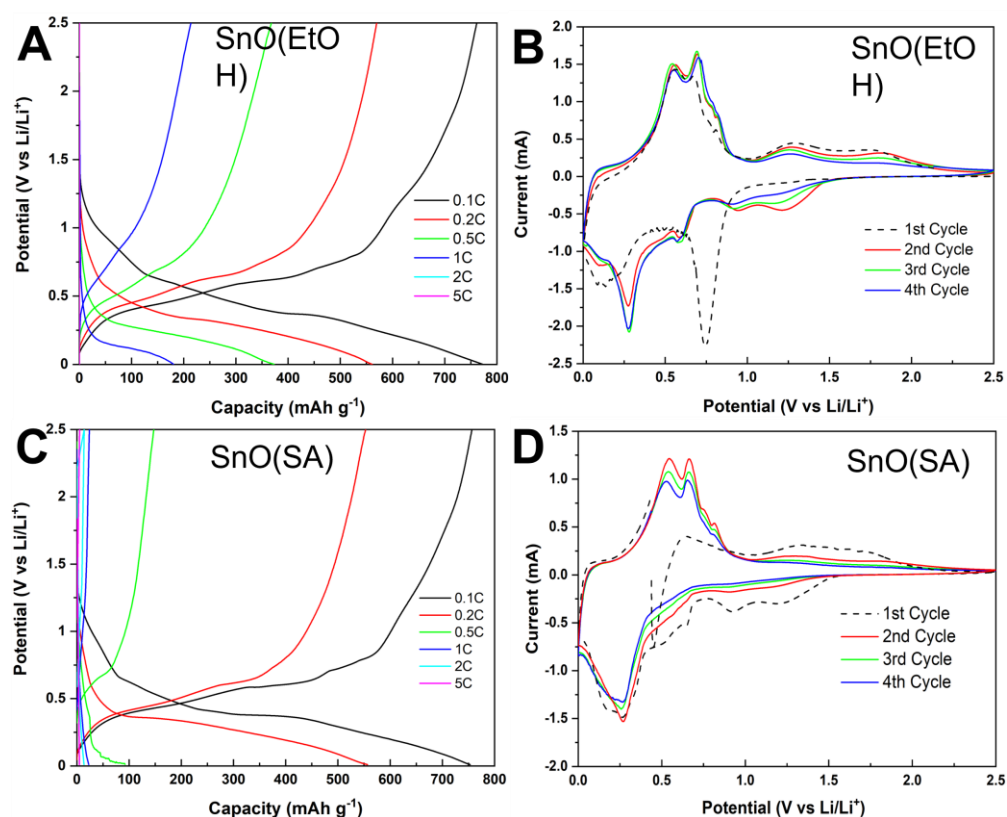 A
SnO(EtO
H)
2.5
2.0
1.5
1.0
0.5
0
Potential (V vs Li/Li⁺)
0.1C
0.2C
0.5C
1C
2C
5C
0 100 200 300 400 500 600 700 800
Capacity (mAh g⁻¹)
B
SnO(EtO
H)
2.0
1.5
1.0
0.5
0.0
-0.5
-1.0
-1.5
-2.0
-2.5
Current (mA)
1st Cycle
2nd Cycle
3rd Cycle
4th Cycle
0.0 0.5 1.0 1.5 2.0 2.5
Potential (V vs Li/Li⁺)
C
SnO(SA)
2.5
2.0
1.5
1.0
0.5
0
Potential (V vs Li/Li⁺)
0.1C
0.2C
0.5C
1C
2C
5C
0 100 200 300 400 500 600 700 800
Capacity (mAh g⁻¹)
D
SnO(SA)
1.5
1.0
0.5
0.0
-0.5
-1.0
-1.5
-2.0
Current (mA)
1st Cycle
2nd Cycle
3rd Cycle
4th Cycle
0.0 0.5 1.0 1.5 2.0 2.5
Potential (V vs Li/Li⁺)